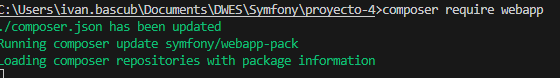 C:\Users\ivan.bascub\Documents\DWES\Symfony\proyecto-4>composer require webapp
./composer.json has been updated
Running composer update symfony/webapp-pack
Loading composer repositories with package information